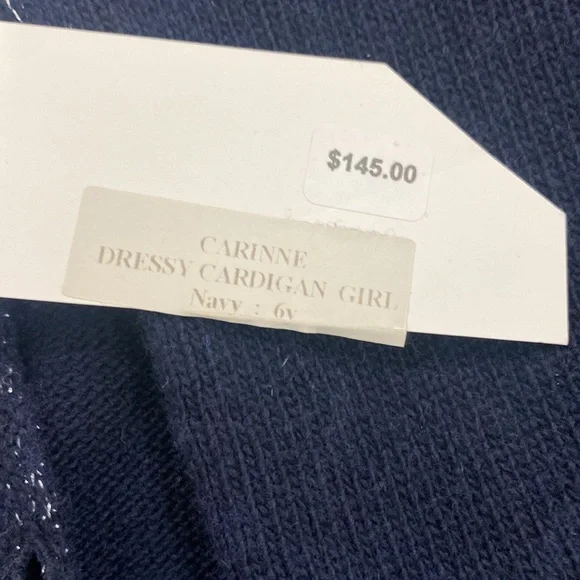 $145.00
CARINNE
DRESSY CARDIGAN GIRL
Navy : 6y